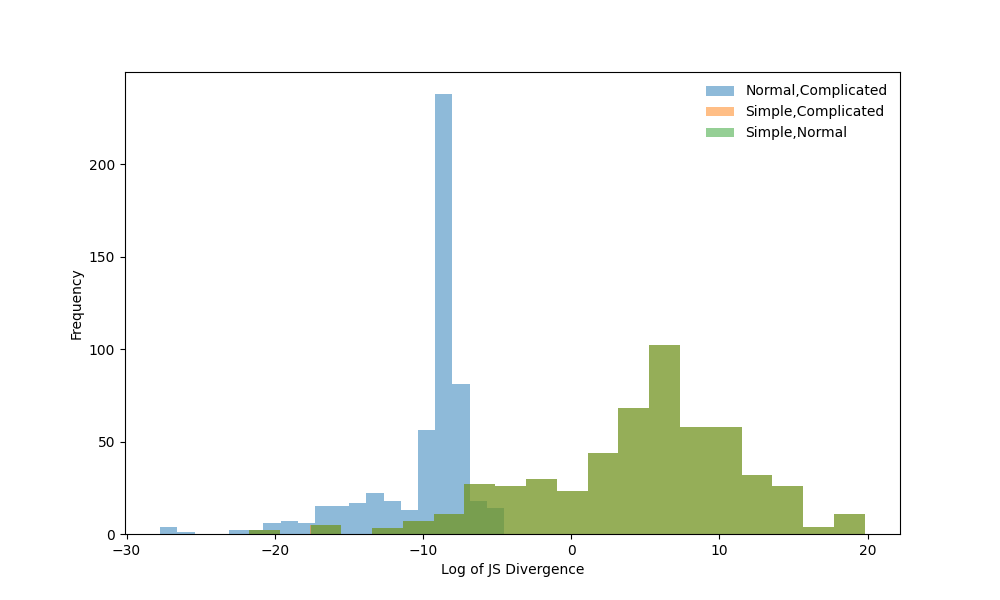 Normal,Complicated
Simple,Complicated
Simple,Normal
200
150
100
50
0
−30
−20
−10
0
10
20
Frequency
Log of JS Divergence